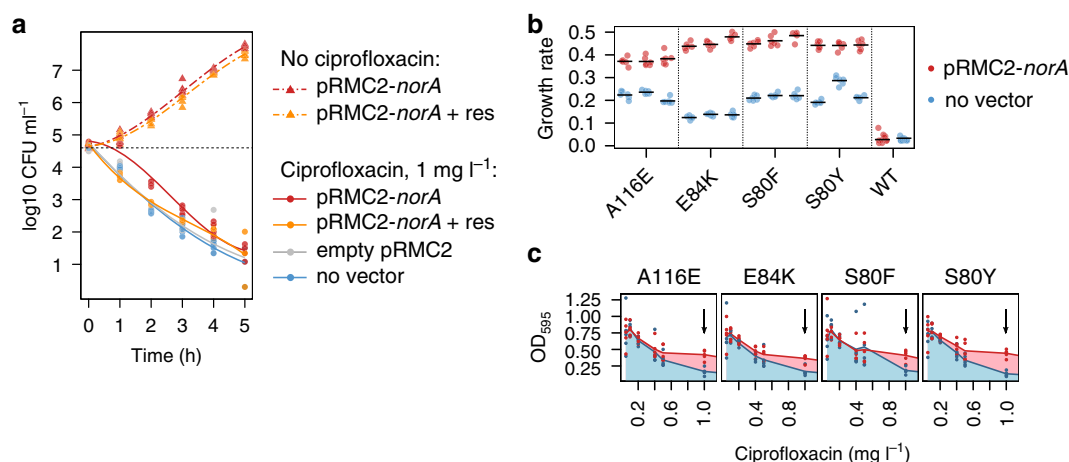 a
log10 CFU ml⁻¹
7
6
5
4
3
2
1
0 1 2 3 4 5
Time (h)
No ciprofloxacin:
pRMC2-norA
pRMC2-norA + res
Ciprofloxacin, 1 mg l⁻¹:
pRMC2-norA
pRMC2-norA + res
empty pRMC2
no vector
b
Growth rate
0.5
0.4
0.3
0.2
0.1
0.0
A116E E84K S80F S80Y WT
pRMC2-norA
no vector
c
A116E E84K S80F S80Y
OD₅₉₅
1.25
1.00
0.75
0.50
0.25
0.2 0.6 1.0 0.4 0.8 0.4 0.8 0.2 0.6 1.0
Ciprofloxacin (mg l⁻¹)